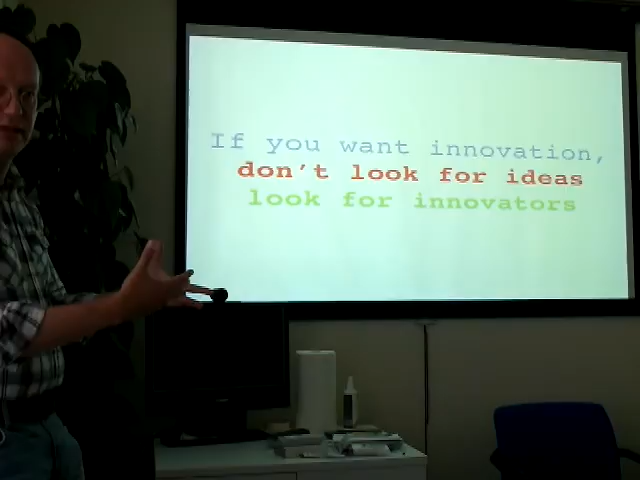 If you want innovation,
don't look for ideas
look for innovators